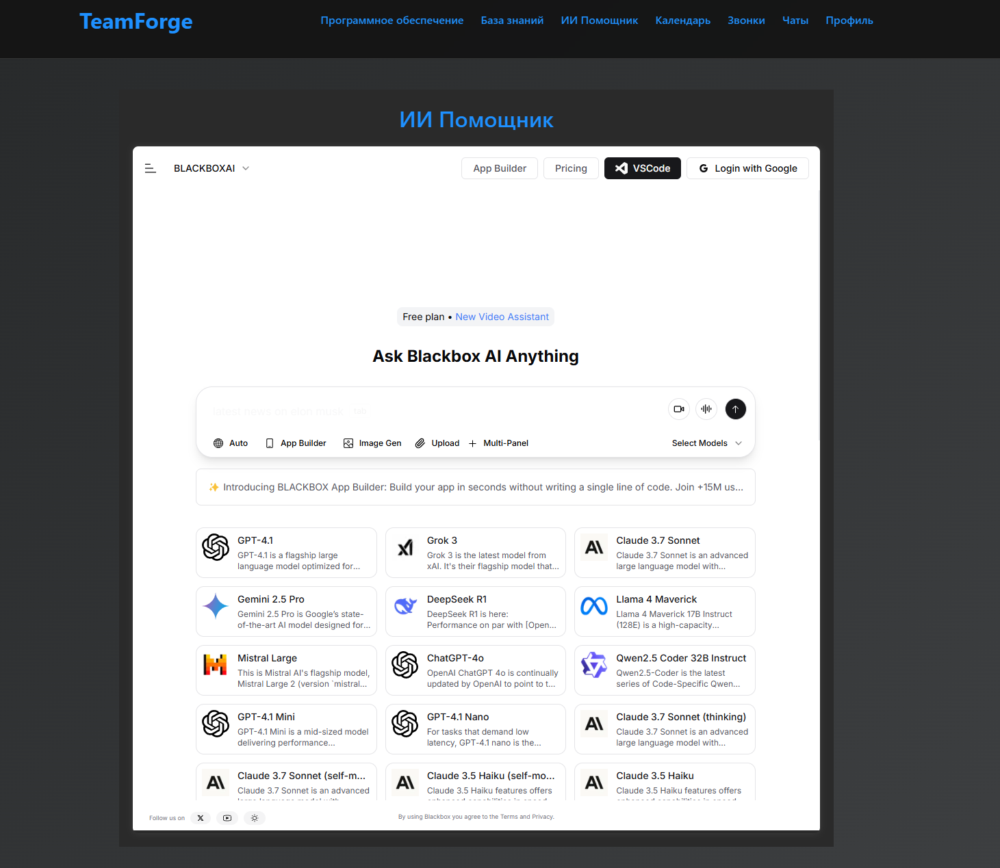 TeamForge
Программное обеспечение База знаний ИИ Помощник Календарь Звонки Чаты Профиль
ИИ Помощник
BLACKBOXAI
App Builder Pricing VSCode Login with Google
Free plan • New Video Assistant
Ask Blackbox AI Anything
latest news on elon musk tab
Auto App Builder Image Gen Upload Multi-Panel Select Models
✨ Introducing BLACKBOX App Builder: Build your app in seconds without writing a single line of code. Join +15M us...
GPT-4.1
GPT-4.1 is a flagship large
language model optimized for...
Grok 3
Grok 3 is the latest model from
xAI. It's their flagship model that...
Claude 3.7 Sonnet
Claude 3.7 Sonnet is an advanced
large language model with...
Gemini 2.5 Pro
Gemini 2.5 Pro is Google’s state-
of-the-art AI model designed for...
DeepSeek R1
DeepSeek R1 is here:
Performance on par with [Open...
Llama 4 Maverick
Llama 4 Maverick 17B Instruct
(128E) is a high-capacity...
Mistral Large
This is Mistral AI's flagship model,
Mistral Large 2 (version `mistral...
ChatGPT-4o
OpenAI ChatGPT 4o is continually
updated by OpenAI to point to t...
Qwen2.5 Coder 32B Instruct
Qwen2.5-Coder is the latest
series of Code-Specific Qwen...
GPT-4.1 Mini
GPT-4.1 Mini is a mid-sized model
delivering performance...
GPT-4.1 Nano
For tasks that demand low
latency, GPT-4.1 nano is the...
Claude 3.7 Sonnet (thinking)
Claude 3.7 Sonnet is an advanced
large language model with...
Claude 3.7 Sonnet (self-m...
Claude 3.7 Sonnet is an advanced
large language model with
Claude 3.5 Haiku (self-mo...
Claude 3.5 Haiku features offers
enhanced capabilities in speed
Claude 3.5 Haiku
Claude 3.5 Haiku features offers
enhanced capabilities in speed
Follow us on
By using Blackbox you agree to the Terms and Privacy.